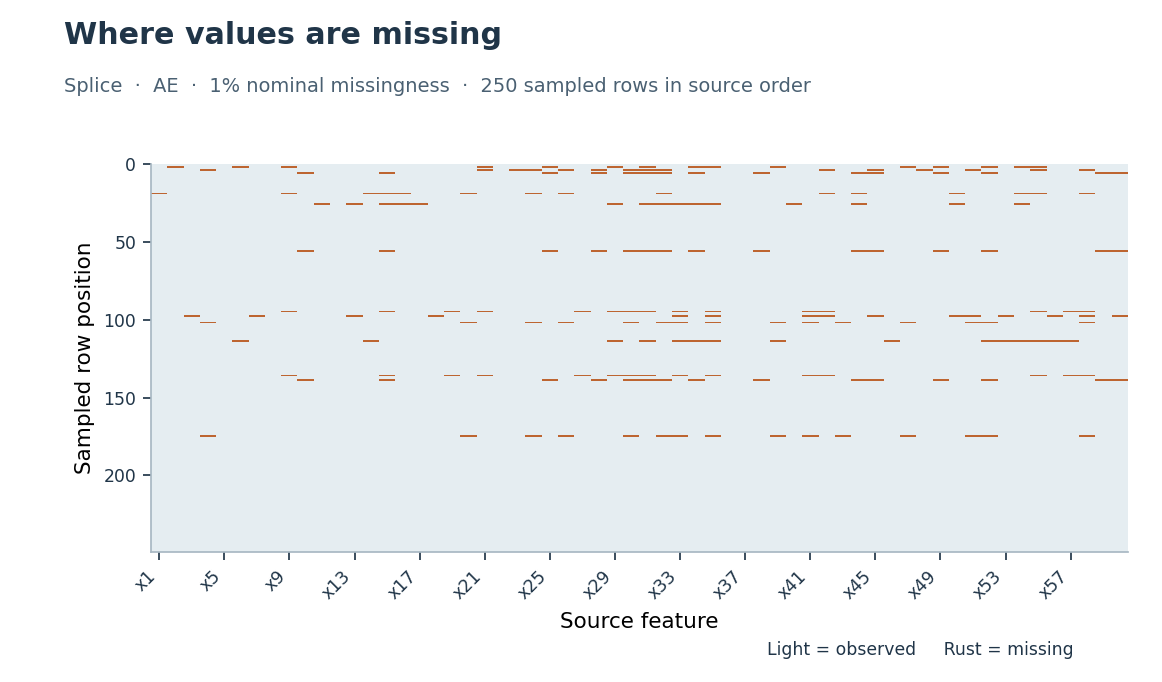 Where values are missing
Splice · AE · 1% nominal missingness · 250 sampled rows in source order
0
50
100
150
200
Sampled row position
x1 x5 x9 x13 x17 x21 x25 x29 x33 x37 x41 x45 x49 x53 x57
Source feature
Light = observed Rust = missing